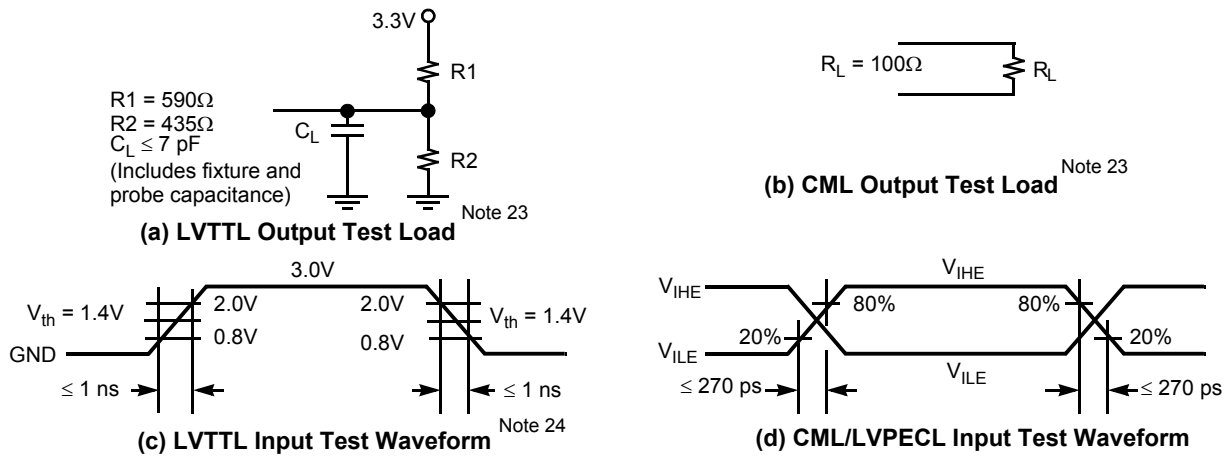 3.3V
R1
R1 = 590Ω
R2 = 435Ω
C_L ≤ 7 pF
(Includes fixture and
probe capacitance)
C_L
R2
Note 23
(a) LVTTL Output Test Load
R_L = 100Ω
R_L
Note 23
(b) CML Output Test Load
3.0V
V_th = 1.4V
2.0V
0.8V
2.0V
0.8V
V_th = 1.4V
GND
≤ 1 ns
≤ 1 ns
Note 24
(c) LVTTL Input Test Waveform
V_IHE
V_IHE
80%
80%
20%
20%
V_ILE
V_ILE
≤ 270 ps
≤ 270 ps
(d) CML/LVPECL Input Test Waveform